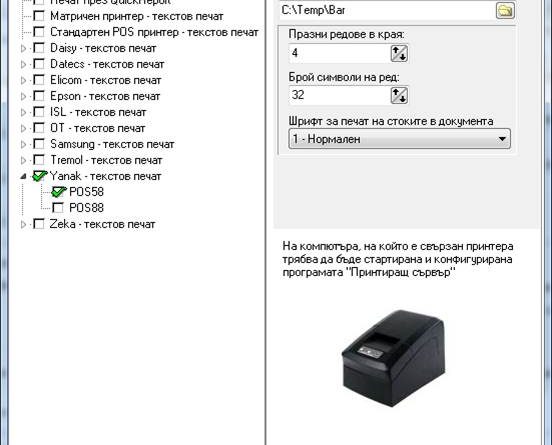 Печат през QuickReport
Матричен принтер - текстов печат
Стандартен POS принтер - текстов печат
Daisy - текстов печат
Datecs - текстов печат
Elicom - текстов печат
Epson - текстов печат
ISL - текстов печат
OT - текстов печат
Samsung - текстов печат
Tremol - текстов печат
Yanak - текстов печат
POS58
POS88
Zeka - текстов печат
C:\Temp\Bar
Празни редове в края:
4
Брой символи на ред:
32
Шрифт за печат на стоките в документа
1 - Нормален
На компютъра, на който е свързан принтера
трябва да бъде стартирана и конфигурирана
програмата "Принтиращ сървър"